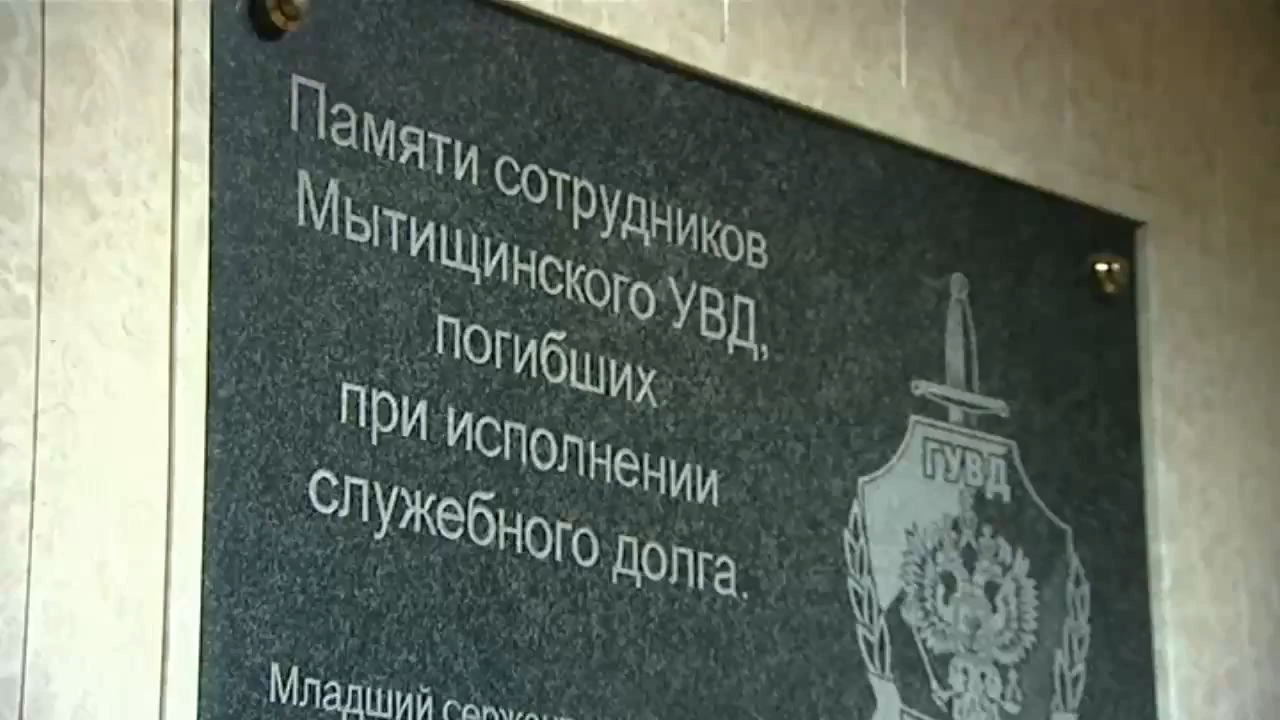 Памяти сотрудников
Мытищинского УВД,
погибших
при исполнении
служебного долга.
ГУВД
Младший